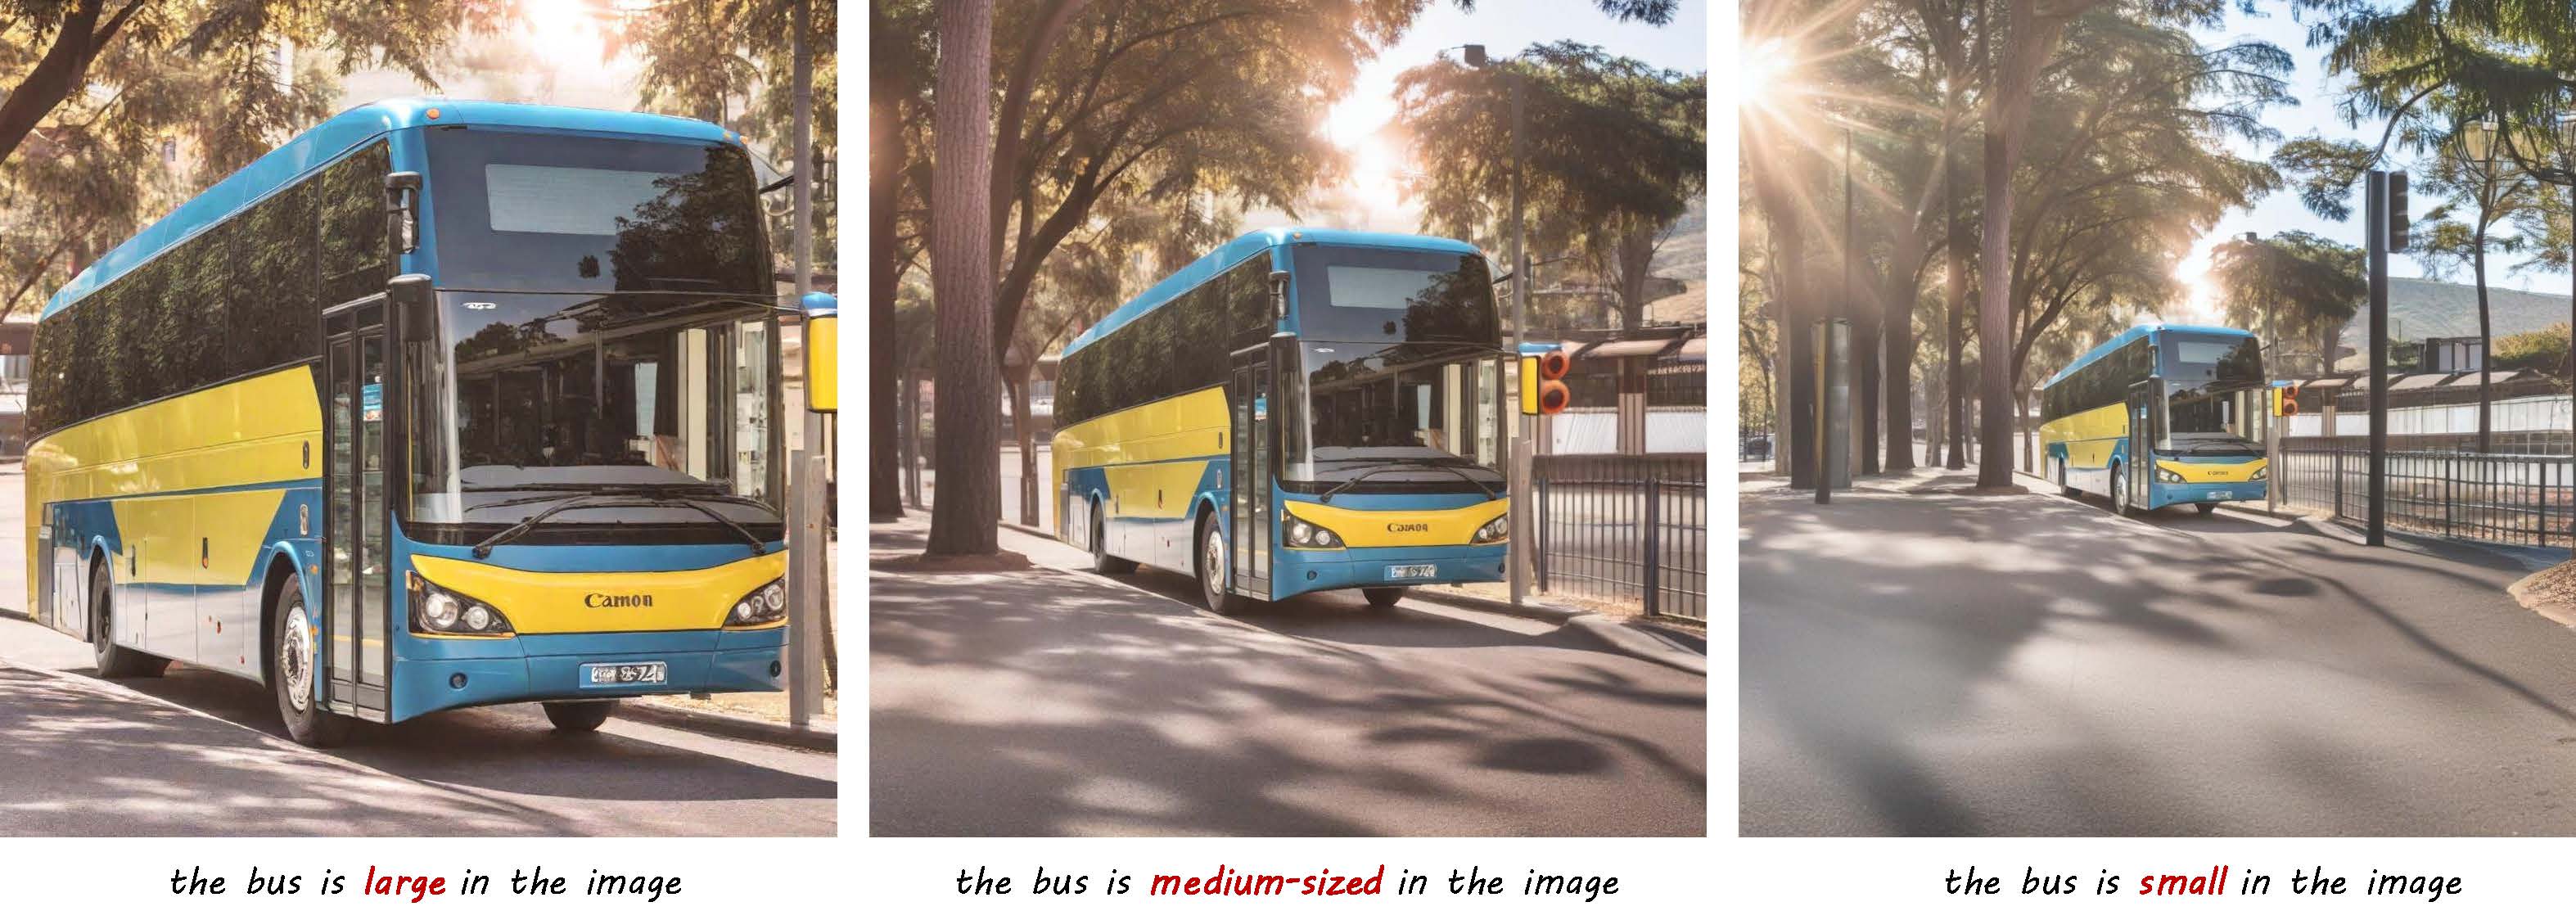 Camon
the bus is large in the image
the bus is medium-sized in the image
the bus is small in the image